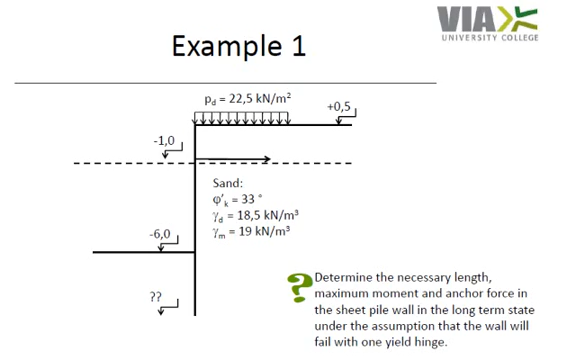 VIA
UNIVERSITY COLLEGE
Example 1
p_d = 22,5 kN/m²
+0,5
-1,0
Sand:
φ'_k = 33 °
γ_d = 18,5 kN/m³
γ_m = 19 kN/m³
-6,0
??
?
Determine the necessary length,
maximum moment and anchor force in
the sheet pile wall in the long term state
under the assumption that the wall will
fail with one yield hinge.